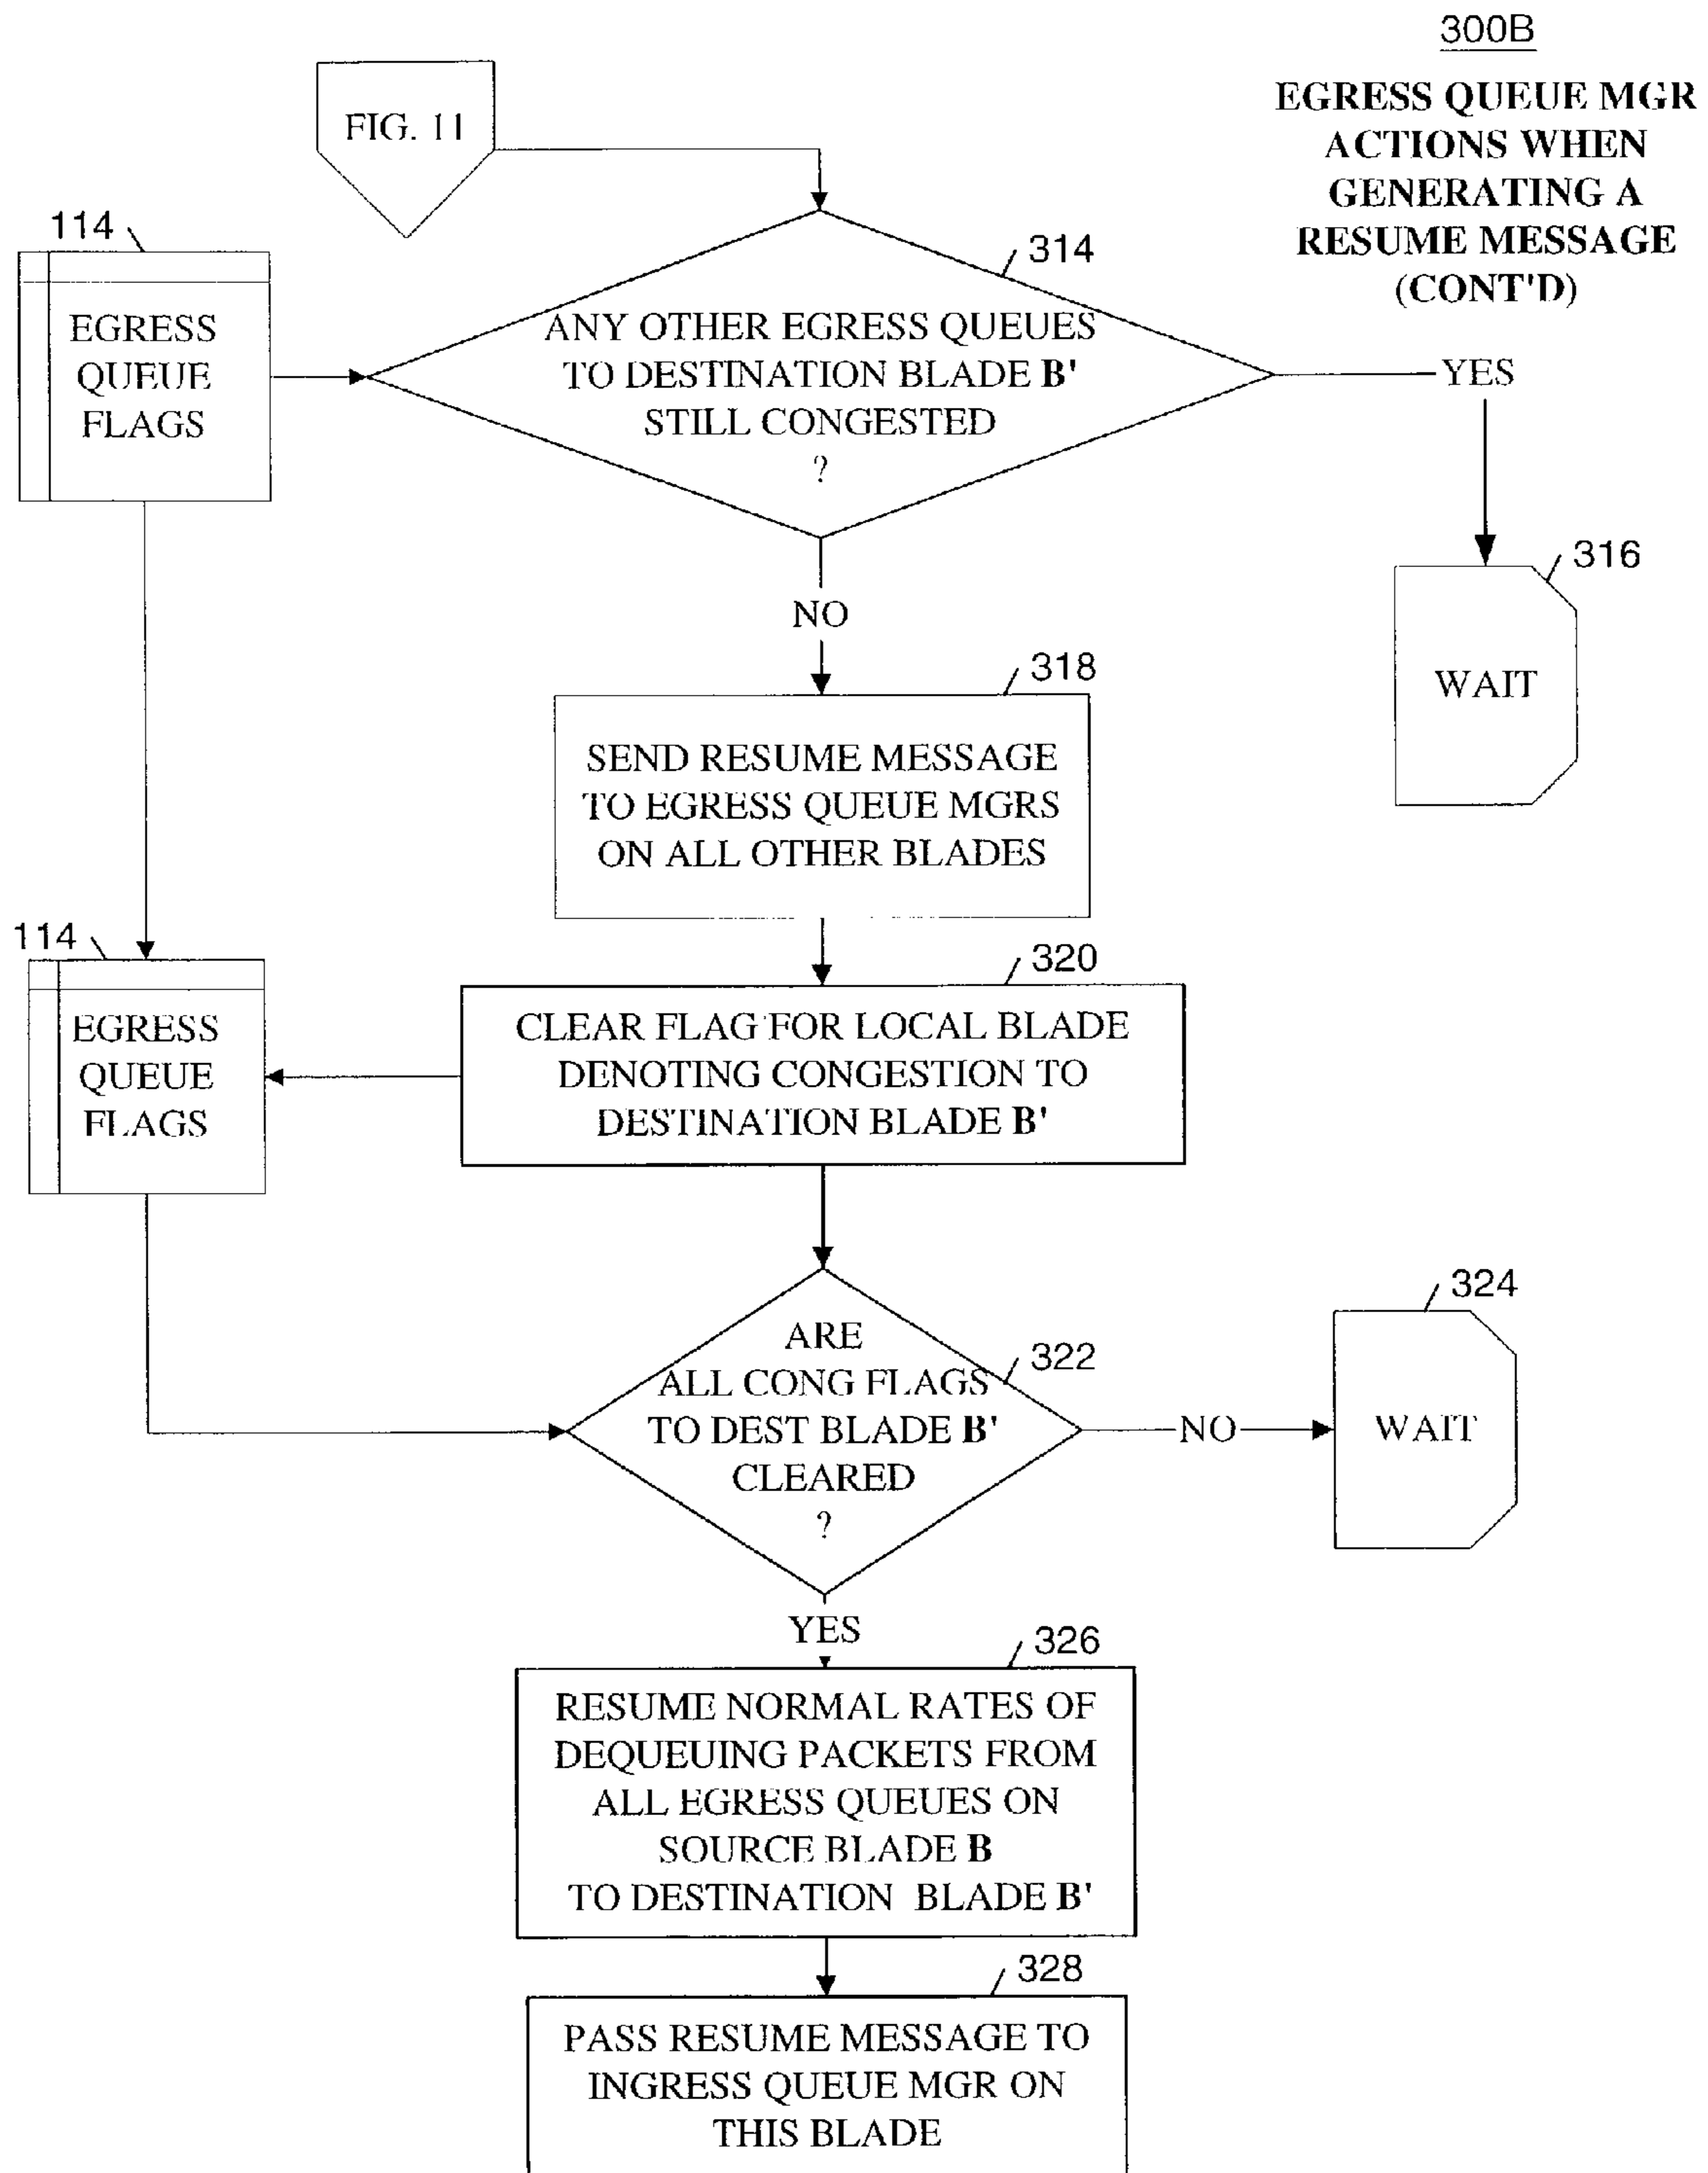 300B
EGRESS QUEUE MGR
ACTIONS WHEN
GENERATING A
RESUME MESSAGE
(CONT'D)
FIG. 11
114
EGRESS
QUEUE
FLAGS
314
ANY OTHER EGRESS QUEUES
TO DESTINATION BLADE B'
STILL CONGESTED
?
YES
316
WAIT
NO
318
SEND RESUME MESSAGE
TO EGRESS QUEUE MGRS
ON ALL OTHER BLADES
114
EGRESS
QUEUE
FLAGS
320
CLEAR FLAG FOR LOCAL BLADE
DENOTING CONGESTION TO
DESTINATION BLADE B'
322
ARE
ALL CONG FLAGS
TO DEST BLADE B'
CLEARED
?
NO
324
WAIT
YES
326
RESUME NORMAL RATES OF
DEQUEUING PACKETS FROM
ALL EGRESS QUEUES ON
SOURCE BLADE B
TO DESTINATION BLADE B'
328
PASS RESUME MESSAGE TO
INGRESS QUEUE MGR ON
THIS BLADE